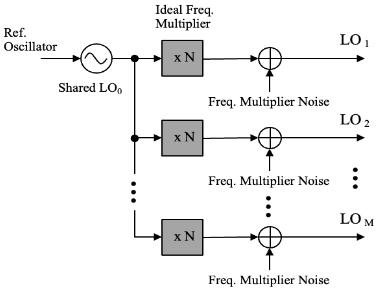 Ideal Freq.
Multiplier
Ref.
Oscillator
Shared LO0
x N
LO 1
Freq. Multiplier Noise
x N
LO 2
Freq. Multiplier Noise
x N
LO M
Freq. Multiplier Noise